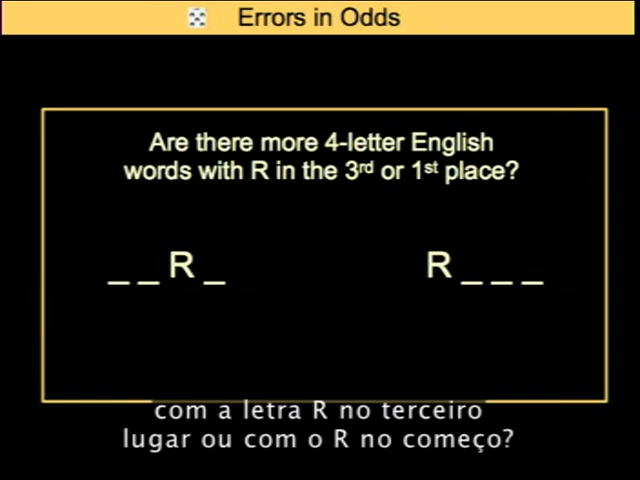 Errors in Odds
Are there more 4-letter English
words with R in the 3rd or 1st place?
_ _ R _ R _ _ _
com a letra R no terceiro
lugar ou com o R no começo?